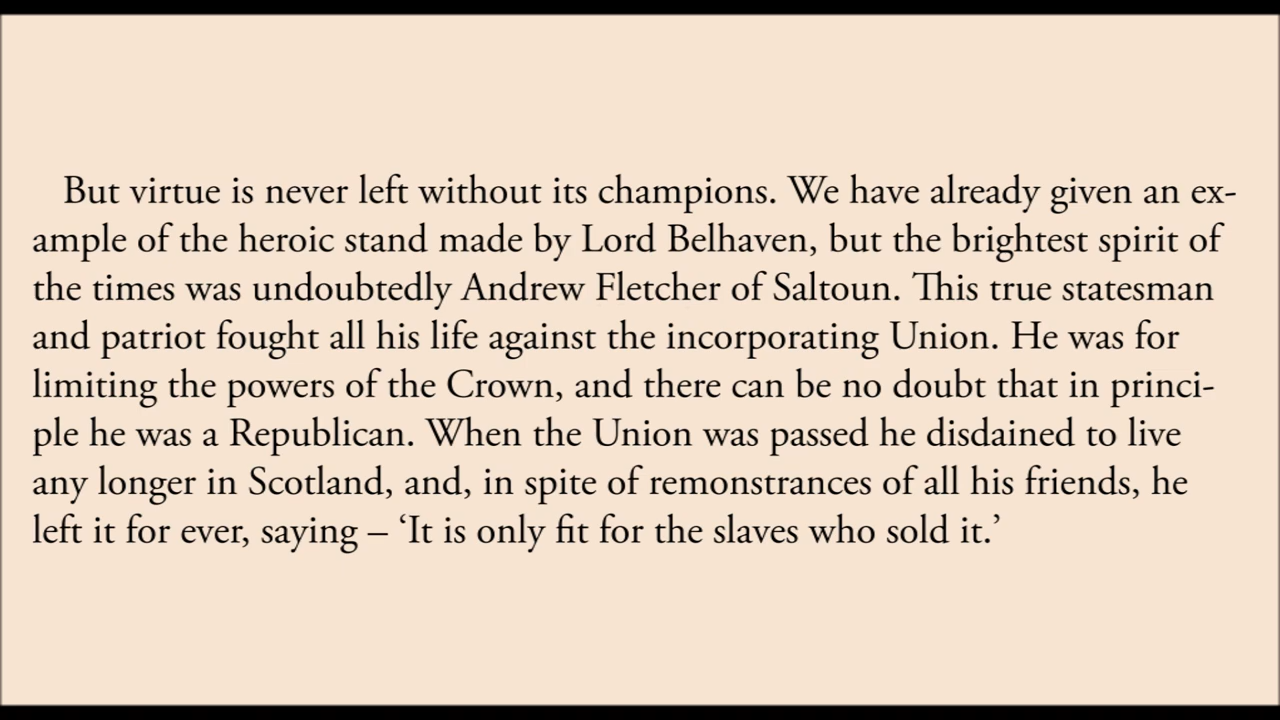 But virtue is never left without its champions. We have already given an ex-
ample of the heroic stand made by Lord Belhaven, but the brightest spirit of
the times was undoubtedly Andrew Fletcher of Saltoun. This true statesman
and patriot fought all his life against the incorporating Union. He was for
limiting the powers of the Crown, and there can be no doubt that in princi-
ple he was a Republican. When the Union was passed he disdained to live
any longer in Scotland, and, in spite of remonstrances of all his friends, he
left it for ever, saying – ‘It is only fit for the slaves who sold it.’